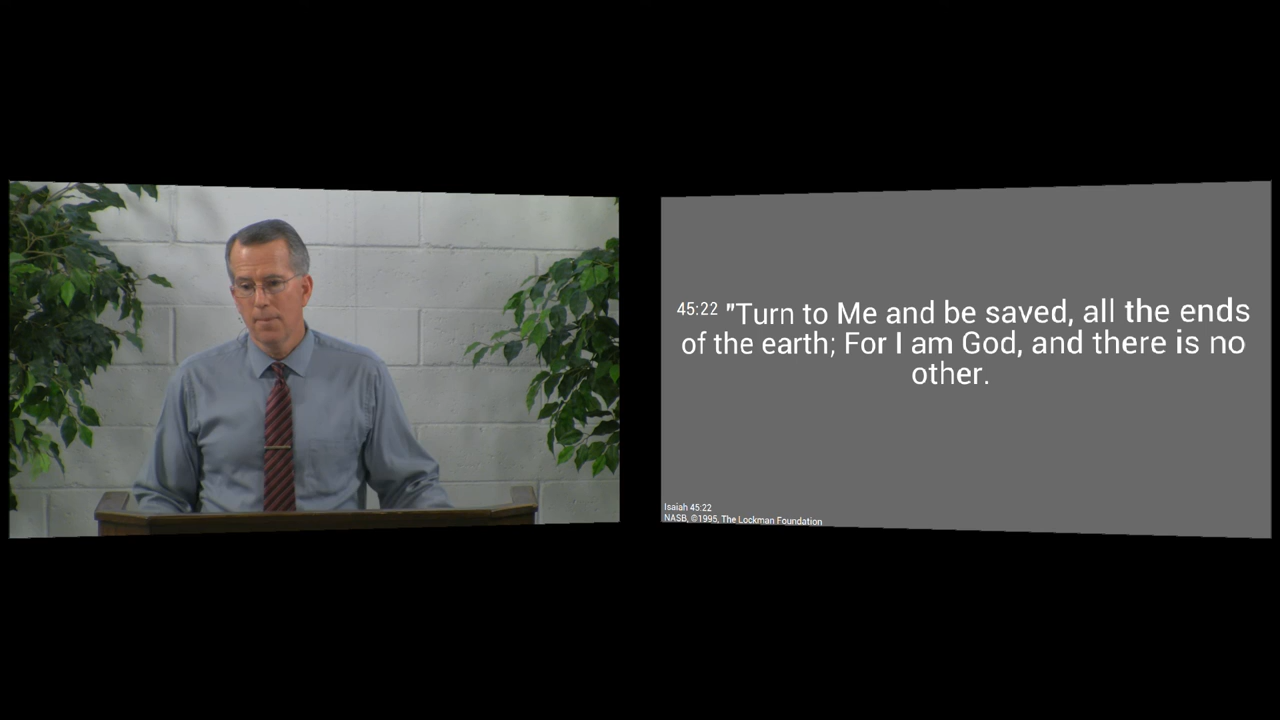 45:22 "Turn to Me and be saved, all the ends
of the earth; For I am God, and there is no
other.
Isaiah 45:22
NASB, ©1995, The Lockman Foundation